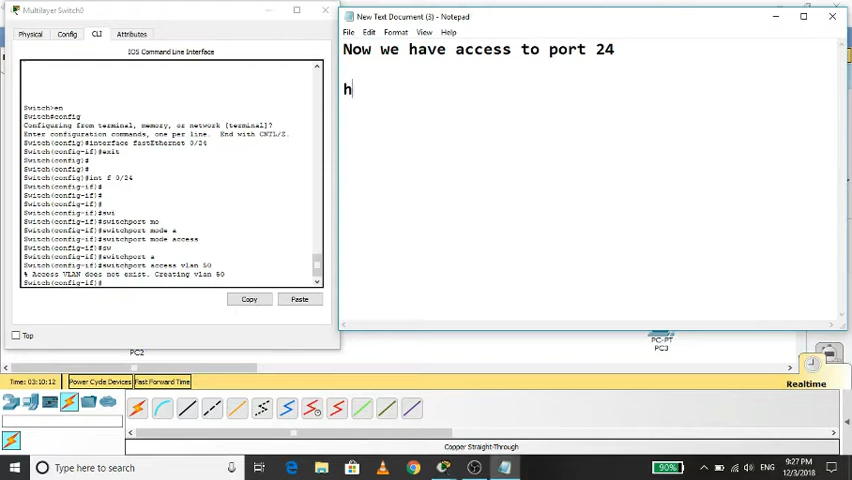 Multilayer Switch0
Physical Config CLI Attributes
IOS Command Line Interface
Switch>en
Switch#config
Configuring from terminal, memory, or network [terminal]?
Enter configuration commands, one per line. End with CNTL/Z.
Switch(config)#interface fastEthernet 0/24
Switch(config-if)#exit
Switch(config)#
Switch(config)#
Switch(config)#int f 0/24
Switch(config-if)#
Switch(config-if)#
Switch(config-if)#
Switch(config-if)#swi
Switch(config-if)#switchport mo
Switch(config-if)#switchport mode a
Switch(config-if)#switchport mode access
Switch(config-if)#sw
Switch(config-if)#switchport a
Switch(config-if)#switchport access vlan 50
% Access VLAN does not exist. Creating vlan 50
Switch(config-if)#
Copy Paste
Top
New Text Document (3) - Notepad
File Edit Format View Help
Now we have access to port 24
h
PC2
PC-PT
PC3
Time: 03:10:12 Power Cycle Devices Fast Forward Time
Realtime
Copper Straight-Through
Type here to search
90%
ENG
9:27 PM
12/3/2018